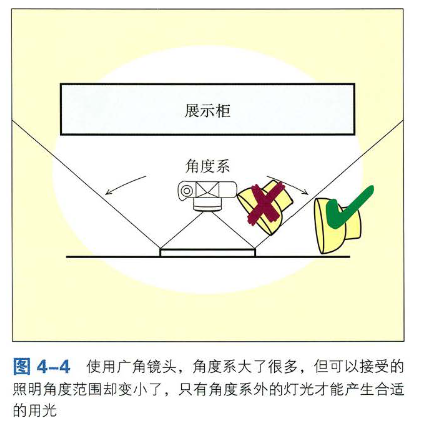 展示柜
角度系
图 4-4 使用广角镜头，角度系大了很多，但可以接受的
照明角度范围却变小了，只有角度系外的灯光才能产生合适
的用光